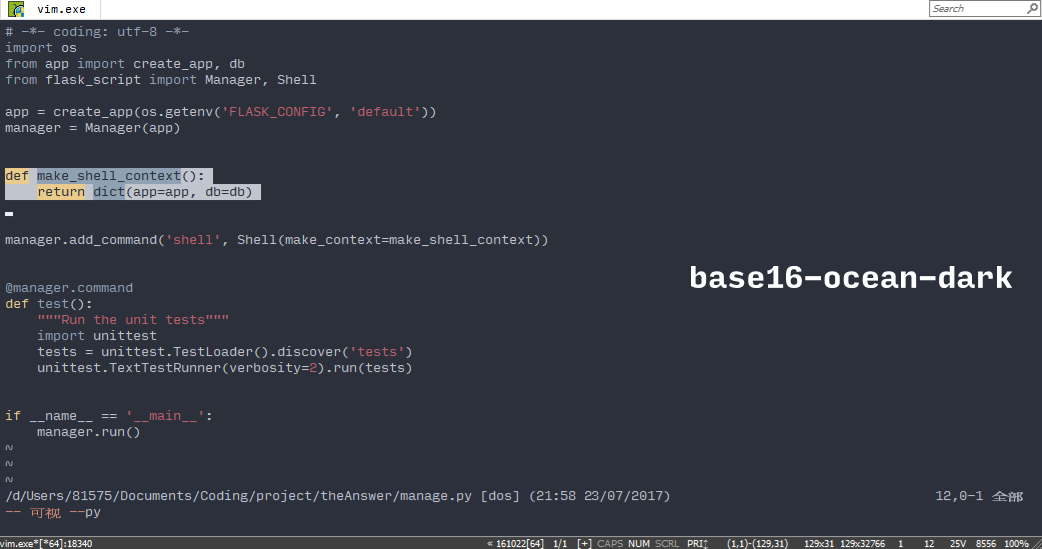 vim.exe
Search
# -*- coding: utf-8 -*-
import os
from app import create_app, db
from flask_script import Manager, Shell
app = create_app(os.getenv('FLASK_CONFIG', 'default'))
manager = Manager(app)
def make_shell_context():
    return dict(app=app, db=db)
manager.add_command('shell', Shell(make_context=make_shell_context))
base16-ocean-dark
@manager.command
def test():
    """Run the unit tests"""
    import unittest
    tests = unittest.TestLoader().discover('tests')
    unittest.TextTestRunner(verbosity=2).run(tests)
if __name__ == '__main__':
    manager.run()
~
~
~
/d/Users/81575/Documents/Coding/project/theAnswer/manage.py [dos] (21:58 23/07/2017) 12,0-1 全部
-- 可视 --py
vim.exe*[*64]:18340 « 161022[64] 1/1 [+] CAPS NUM SCRL PRI↕ (1,1)-(129,31) 129x31 129x32766 1 12 25V 8556 100%